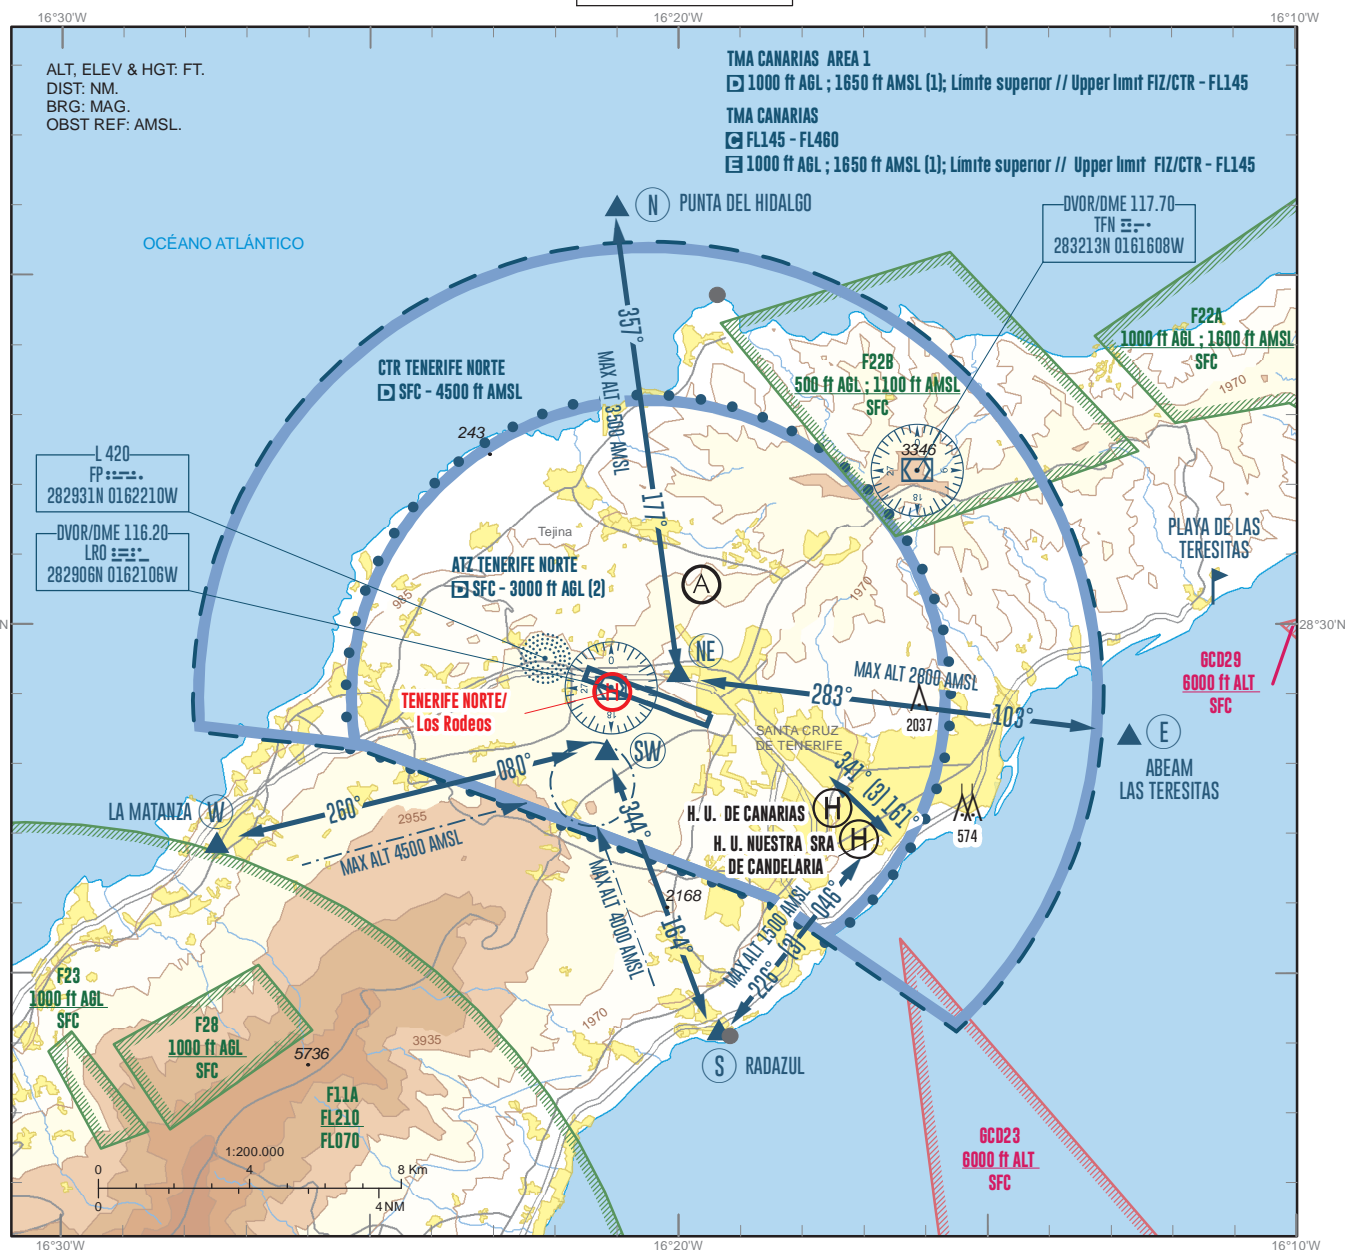 16°30'W
16°20'W
16°10'W
ALT, ELEV & HGT: FT.
DIST: NM.
BRG: MAG.
OBST REF: AMSL.
TMA CANARIAS AREA 1
D 1000 ft AGL ; 1650 ft AMSL (1); Límite superior // Upper limit FIZ/CTR - FL145
TMA CANARIAS
C FL145 - FL460
E 1000 ft AGL ; 1650 ft AMSL (1); Límite superior // Upper limit FIZ/CTR - FL145
N PUNTA DEL HIDALGO
DVOR/DME 117.70
TFN
283213N 0161608W
OCÉANO ATLÁNTICO
F22A
1000 ft AGL ; 1600 ft AMSL
SFC
1970
357°
MAX ALT 3500 AMSL
177°
CTR TENERIFE NORTE
D SFC - 4500 ft AMSL
F22B
500 ft AGL ; 1100 ft AMSL
SFC
243
3346
27
9
18
L 420
FP
282931N 0162210W
DVOR/DME 116.20
LRO
282906N 0162106W
Tejina
ATZ TENERIFE NORTE
D SFC - 3000 ft AGL (2)
985
A
1970
PLAYA DE LAS
TERESITAS
28°30'N
N
NE
0
27
18
H
TENERIFE NORTE/
Los Rodeos
MAX ALT 2800 AMSL
283°
103°
2037
GCD29
6000 ft ALT
SFC
SANTA CRUZ
DE TENERIFE
E
ABEAM
LAS TERESITAS
SW
080°
260°
LA MATANZA W
2955
MAX ALT 4500 AMSL
344°
164°
MAX ALT 4000 AMSL
341° (3) 161°
H. U. DE CANARIAS H
H. U. NUESTRA SRA H
DE CANDELARIA
574
2168
MAX ALT 1500 AMSL
226° (3) 046°
F23
1000 ft AGL
SFC
F28
1000 ft AGL
SFC
5736
3935
1970
S RADAZUL
F11A
FL210
FL070
GCD23
6000 ft ALT
SFC
1:200.000
0 4 8 Km
0 4 NM
16°30'W
16°20'W
16°10'W